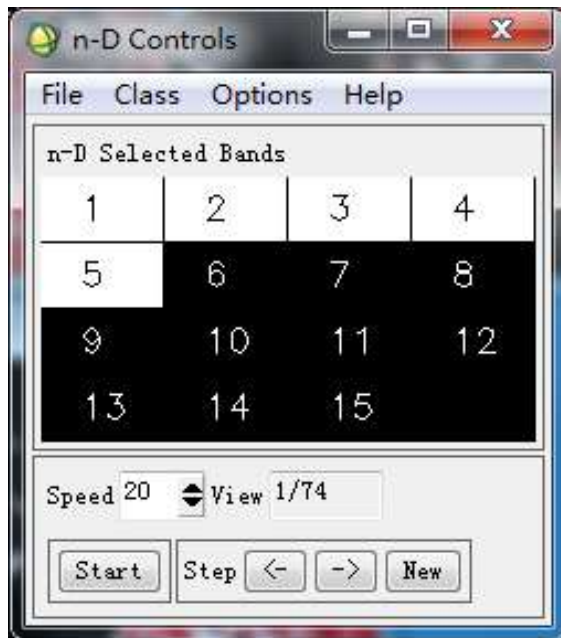 n-D Controls
File Class Options Help
n-D Selected Bands
1 2 3 4
5 6 7 8
9 10 11 12
13 14 15
Speed 20 View 1/74
Start Step <- -> New